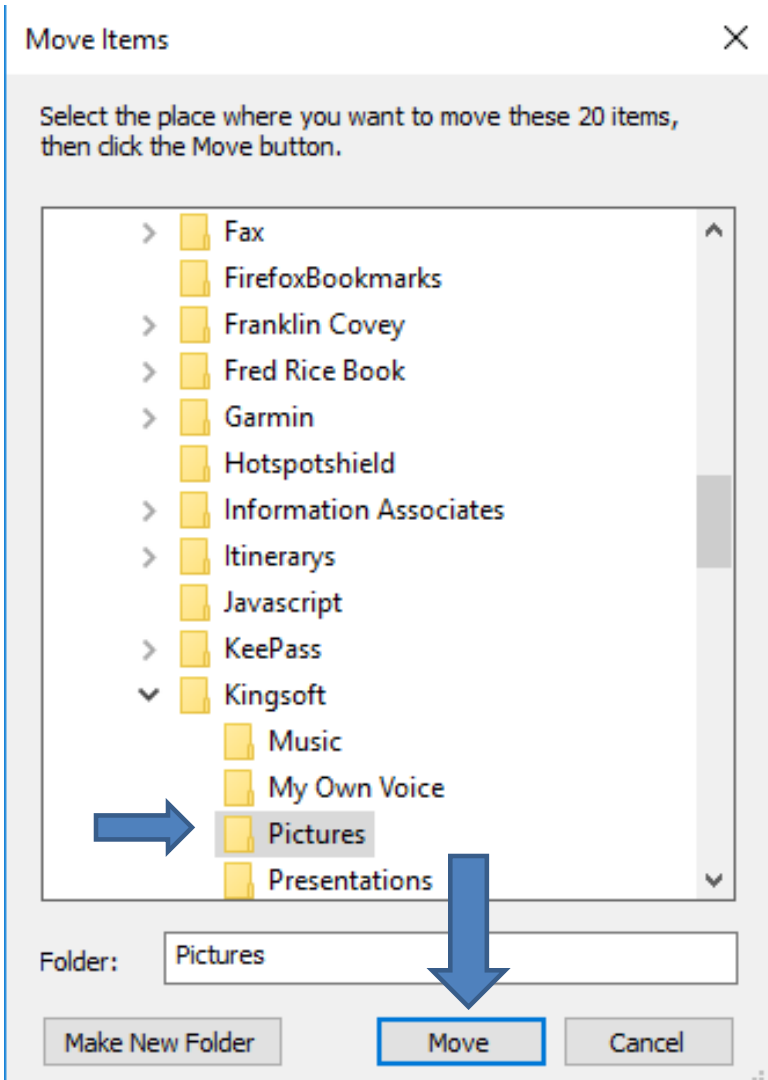 Move Items
Select the place where you want to move these 20 items,
then click the Move button.
Fax
FirefoxBookmarks
Franklin Covey
Fred Rice Book
Garmin
Hotspotshield
Information Associates
Itinerarys
Javascript
KeePass
Kingsoft
Music
My Own Voice
Pictures
Presentations
Folder: Pictures
Make New Folder Move Cancel